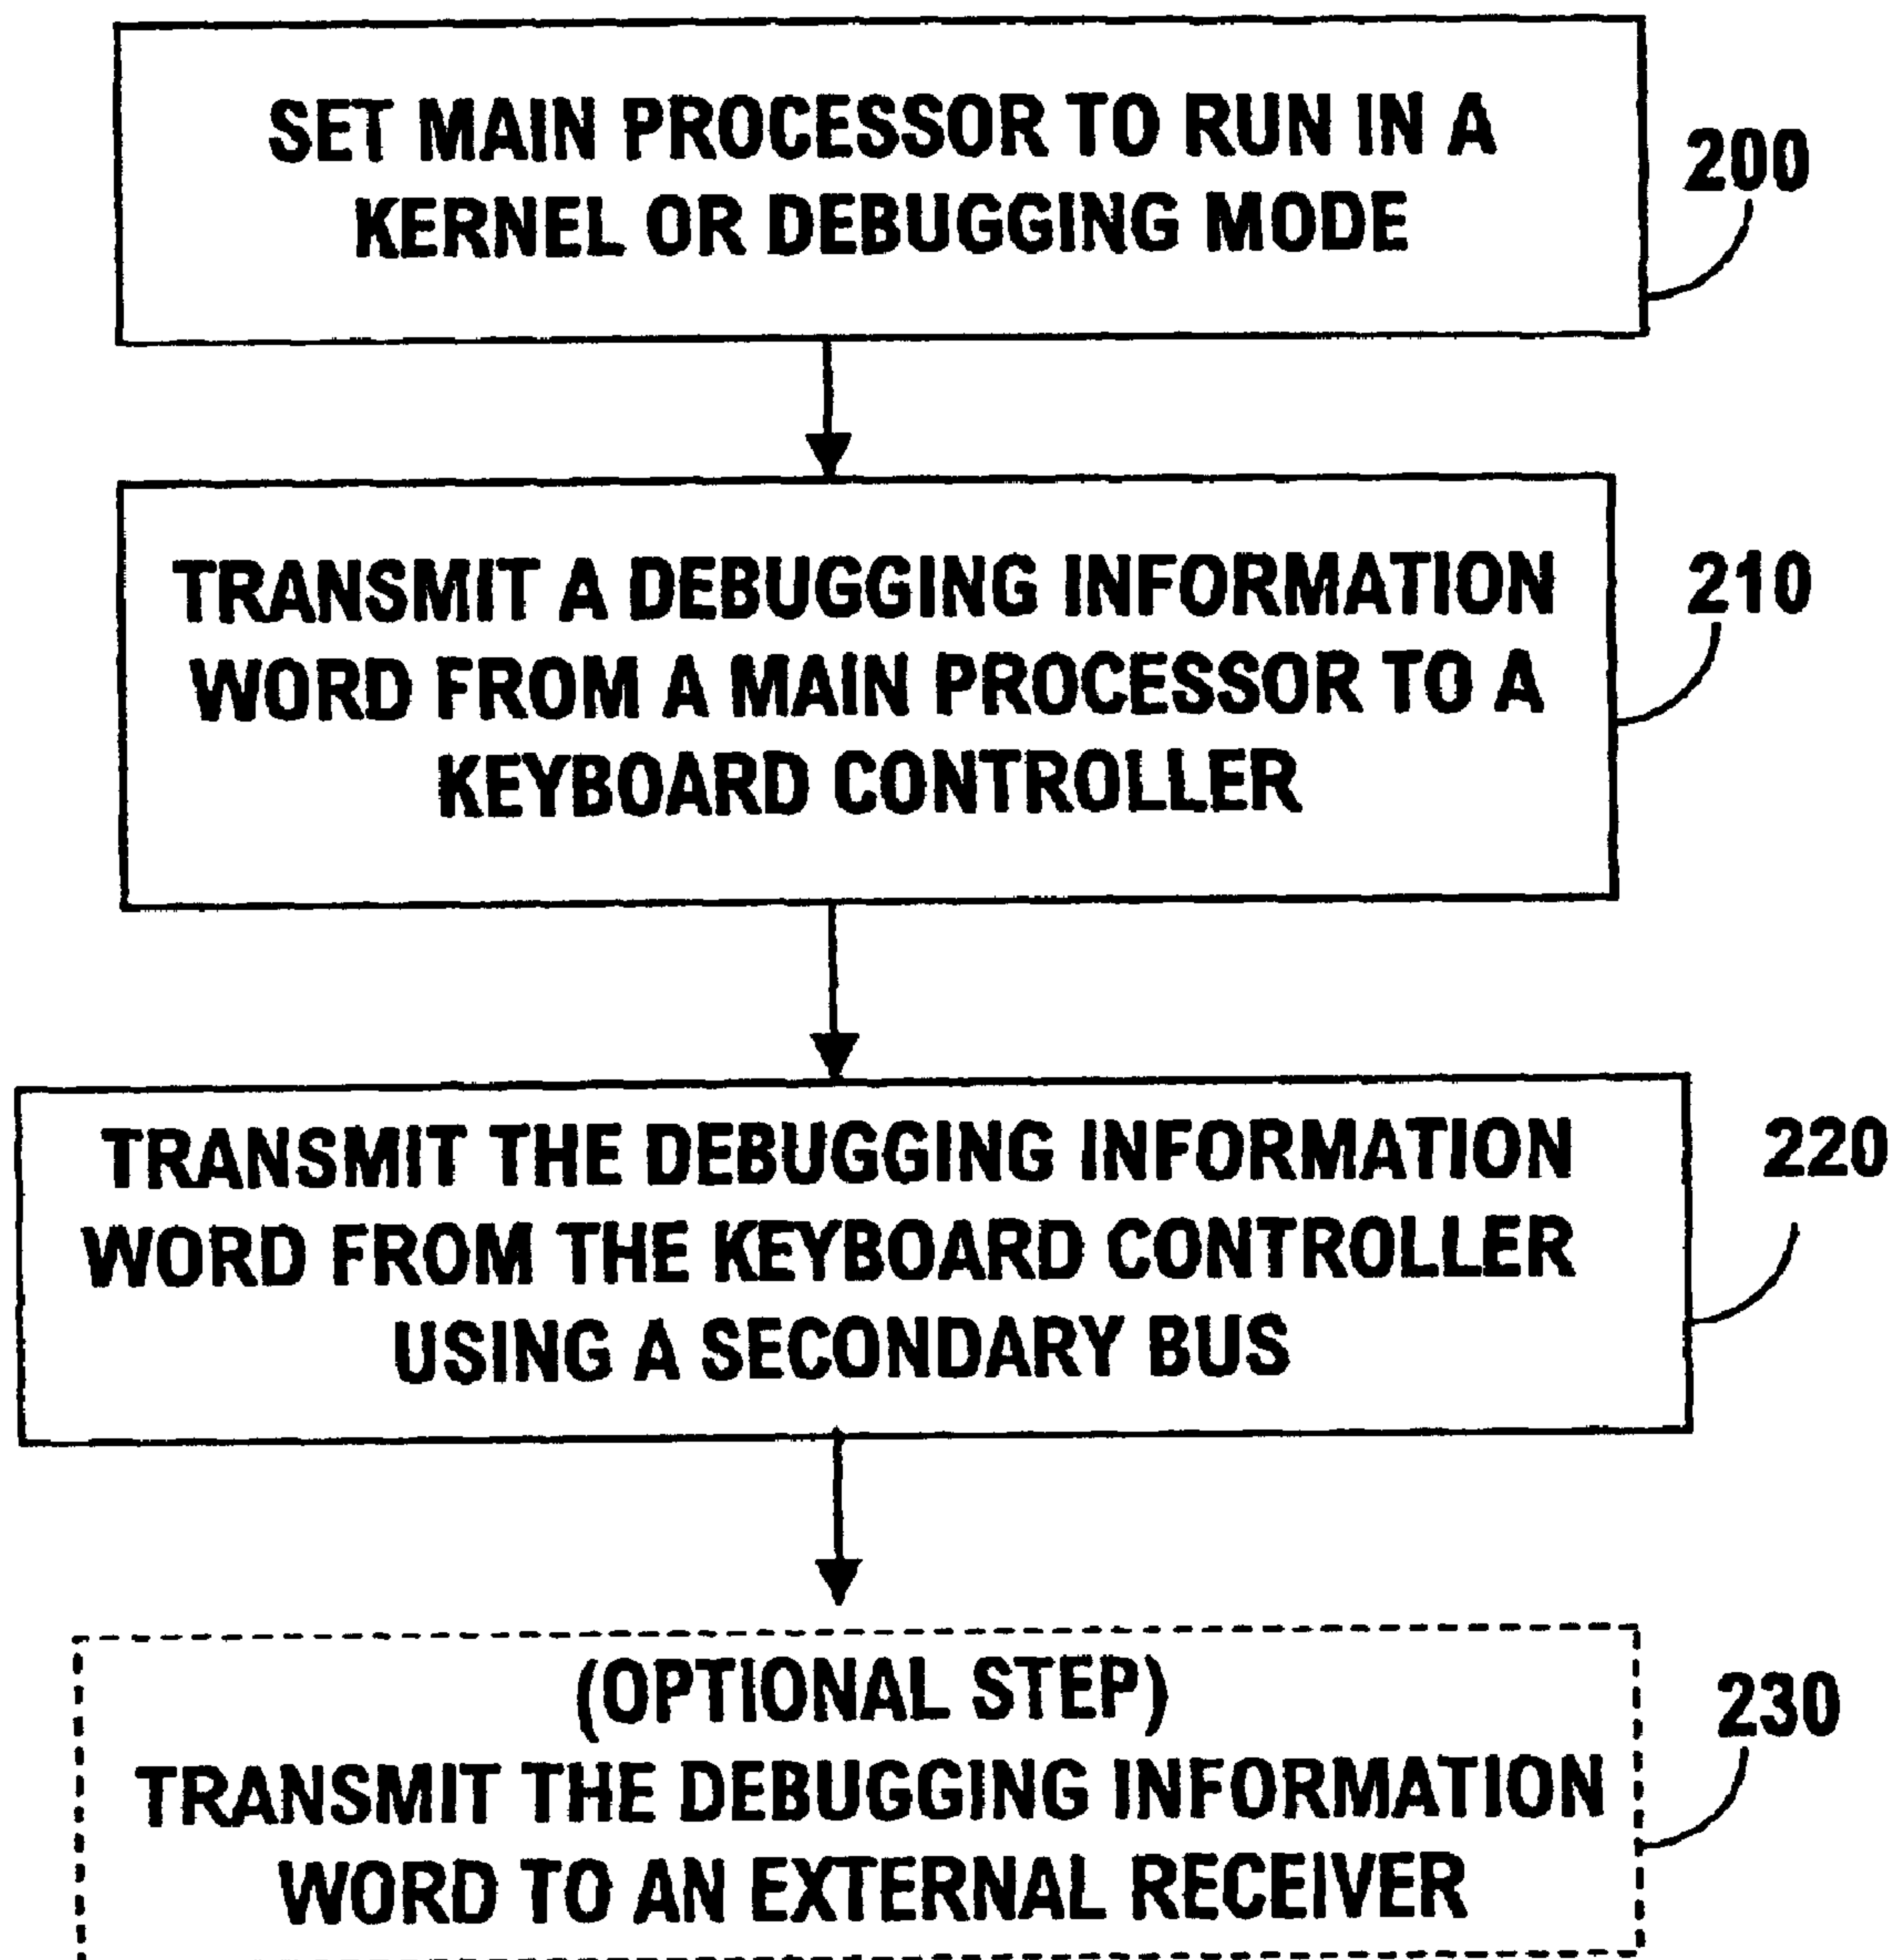 SET MAIN PROCESSOR TO RUN IN A
KERNEL OR DEBUGGING MODE
200
TRANSMIT A DEBUGGING INFORMATION
WORD FROM A MAIN PROCESSOR TO A
KEYBOARD CONTROLLER
210
TRANSMIT THE DEBUGGING INFORMATION
WORD FROM THE KEYBOARD CONTROLLER
USING A SECONDARY BUS
220
(OPTIONAL STEP)
TRANSMIT THE DEBUGGING INFORMATION
WORD TO AN EXTERNAL RECEIVER
230